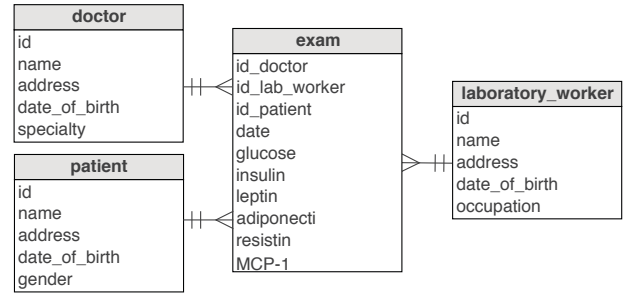 doctor
id
name
address
date_of_birth
specialty
patient
id
name
address
date_of_birth
gender
exam
id_doctor
id_lab_worker
id_patient
date
glucose
insulin
leptin
adiponecti
resistin
MCP-1
laboratory_worker
id
name
address
date_of_birth
occupation